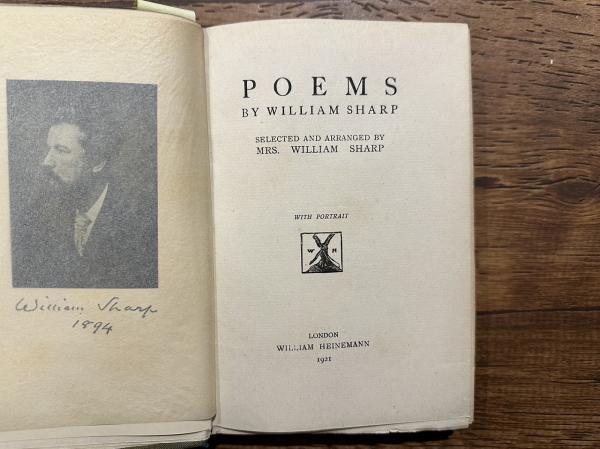 William Sharp
1894
POEMS
BY WILLIAM SHARP
SELECTED AND ARRANGED BY
MRS. WILLIAM SHARP
WITH PORTRAIT
W H
LONDON
WILLIAM HEINEMANN
1921